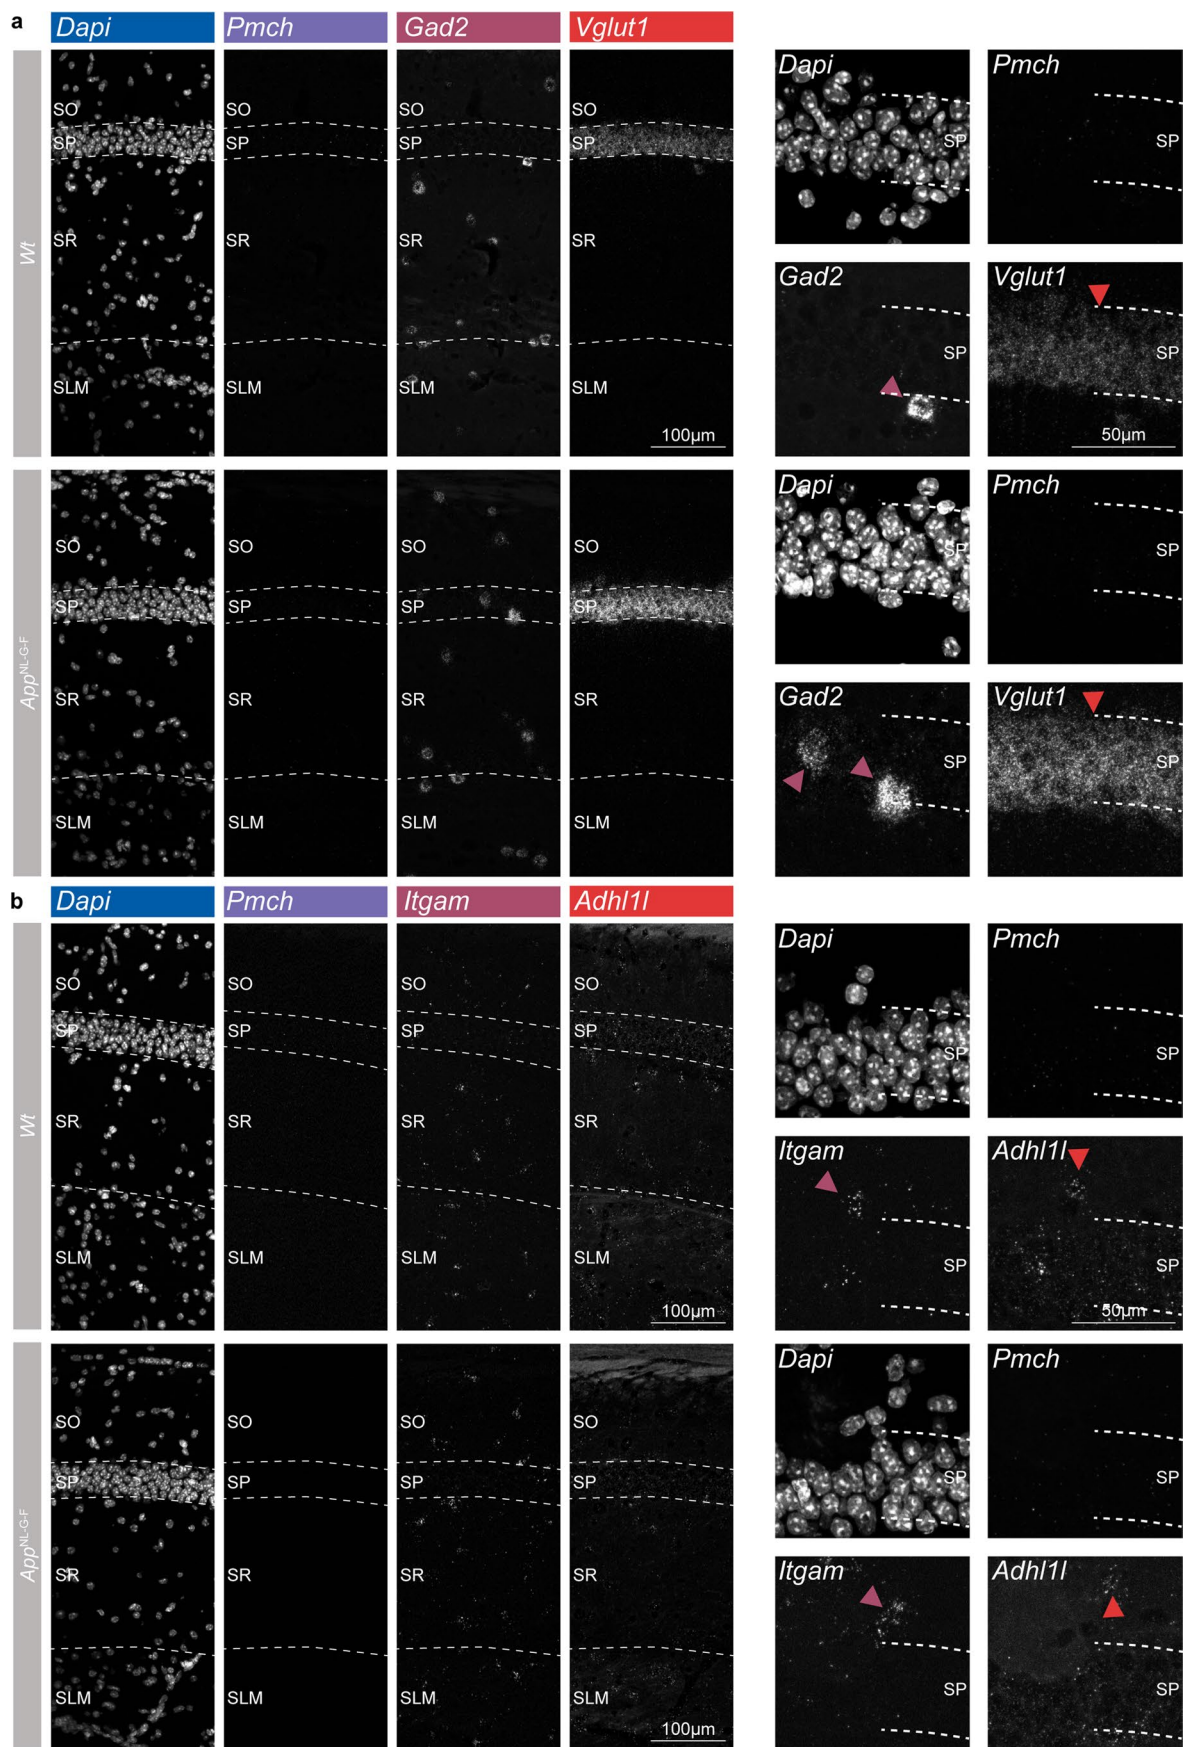 a
Dapi Pmch Gad2 Vglut1
Wt
SO SO SO SO
SP SP SP SP
SR SR SR SR
SLM SLM SLM SLM
100µm
Dapi Pmch
SP SP
Gad2 Vglut1
SP SP
50µm
App^NL-G-F
SO SO SO SO
SP SP SP SP
SR SR SR SR
SLM SLM SLM SLM
Dapi Pmch
SP SP
Gad2 Vglut1
SP SP
b
Dapi Pmch Itgam Adhl1l
Wt
SO SO SO SO
SP SP SP SP
SR SR SR SR
SLM SLM SLM SLM
100µm
Dapi Pmch
SP SP
Itgam Adhl1l
SP SP
50µm
App^NL-G-F
SO SO SO SO
SP SP SP SP
SR SR SR SR
SLM SLM SLM SLM
100µm
Dapi Pmch
SP SP
Itgam Adhl1l
SP SP